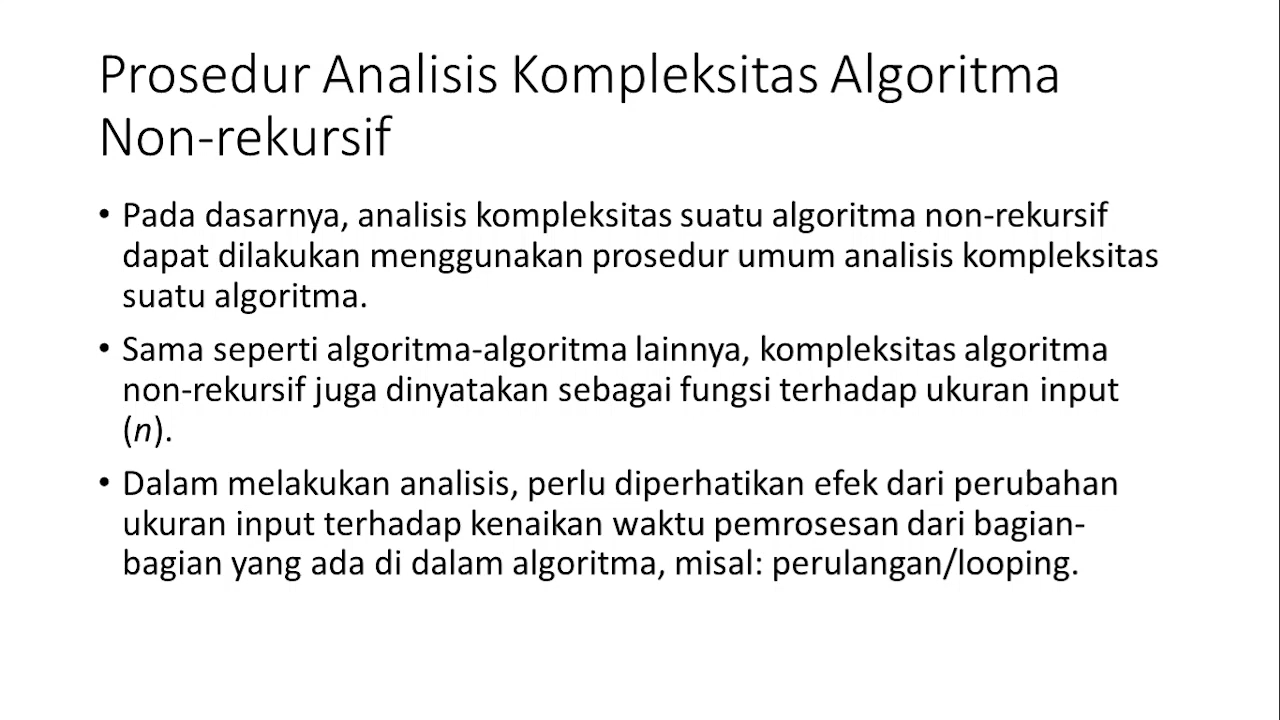 Prosedur Analisis Kompleksitas Algoritma
Non-rekursif
• Pada dasarnya, analisis kompleksitas suatu algoritma non-rekursif
dapat dilakukan menggunakan prosedur umum analisis kompleksitas
suatu algoritma.
• Sama seperti algoritma-algoritma lainnya, kompleksitas algoritma
non-rekursif juga dinyatakan sebagai fungsi terhadap ukuran input
(n).
• Dalam melakukan analisis, perlu diperhatikan efek dari perubahan
ukuran input terhadap kenaikan waktu pemrosesan dari bagian-
bagian yang ada di dalam algoritma, misal: perulangan/looping.